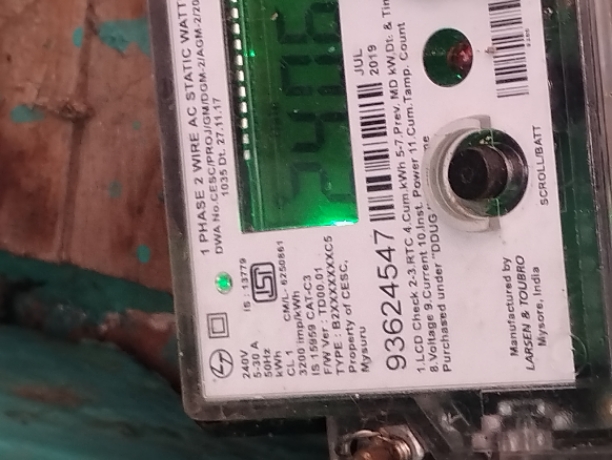 1 PHASE 2 WIRE AC STATIC WATT
DWA No.CESC/PROJ/GM/DGM-2/AGM-2/20
1035 Dt. 27.11.17
IS : 13779
CM/L- 6250861
240V
5-30 A
50Hz
kWh
CL 1
3200 imp/kWh
IS 15959 CAT-C3
F/W Ver : TD00.01
TYPE : B2XXXXXXXC5
Property of CESC,
Mysuru
JUL
2019
93624547
1.LCD Check 2-3.RTC 4.Cum.kWh 5-7.Prev. MD kW,Dt. & Tim
8.Voltage 9.Current 10.Inst. Power 11.Cum.Tamp. Count
Purchased under "DDUG
SCROLL/BATT
Manufactured by
LARSEN & TOUBRO
Mysore, India